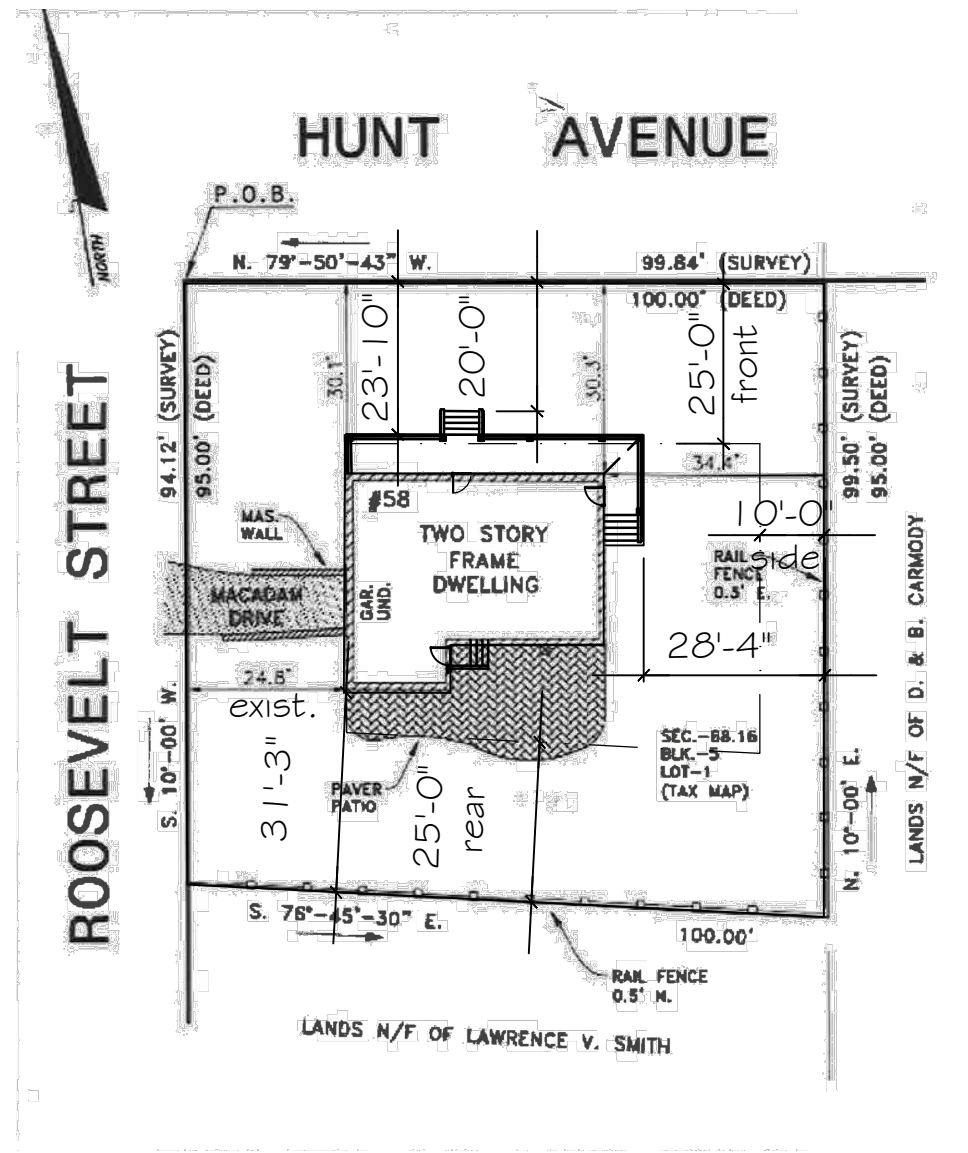 HUNT AVENUE
P.O.B.
NORTH
N. 79°-50'-43" W.
99.84' (SURVEY)
100.00' (DEED)
30.1'
23'-10"
20'-0"
30.3'
25'-0"
front
94.12' (SURVEY)
95.00' (DEED)
99.50' (SURVEY)
95.00' (DEED)
34.4'
#58
TWO STORY
FRAME
DWELLING
MAS.
WALL
10'-0"
side
RAIL
FENCE
0.3' E.
MACADAM
DRIVE
GAR.
UND.
28'-4"
24.8'
exist.
ROOSEVELT STREET
S. 10°-00' W.
31'-3"
PAVER
PATIO
25'-0"
rear
SEC.-68.16
BLK.-5
LOT-1
(TAX MAP)
N. 10°-00' E.
LANDS N/F OF D. & B. CARMODY
S. 76°-45'-30" E.
100.00'
RAIL FENCE
0.5' N.
LANDS N/F OF LAWRENCE V. SMITH